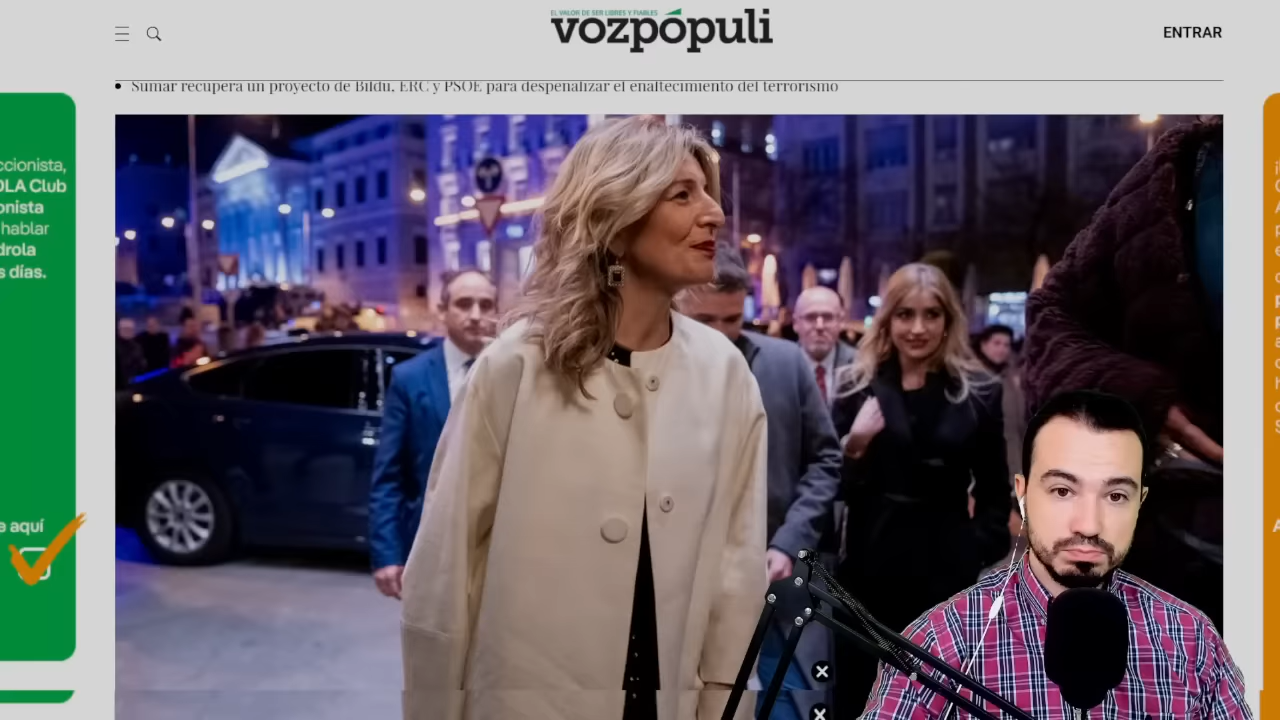 EL VALOR DE SER LIBRES Y FIABLES
vozpópuli
ENTRAR
Sumar recupera un proyecto de Bildu, ERC y PSOE para despenalizar el enaltecimiento del terrorismo
ccionista,
OLA Club
onista
hablar
drola
s días.
e aquí